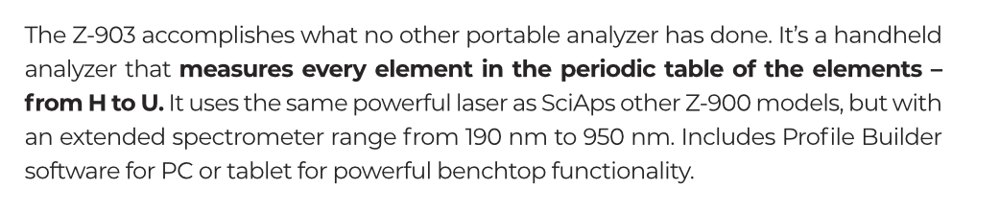 The Z-903 accomplishes what no other portable analyzer has done. It’s a handheld
analyzer that measures every element in the periodic table of the elements –
from H to U. It uses the same powerful laser as SciAps other Z-900 models, but with
an extended spectrometer range from 190 nm to 950 nm. Includes Profile Builder
software for PC or tablet for powerful benchtop functionality.